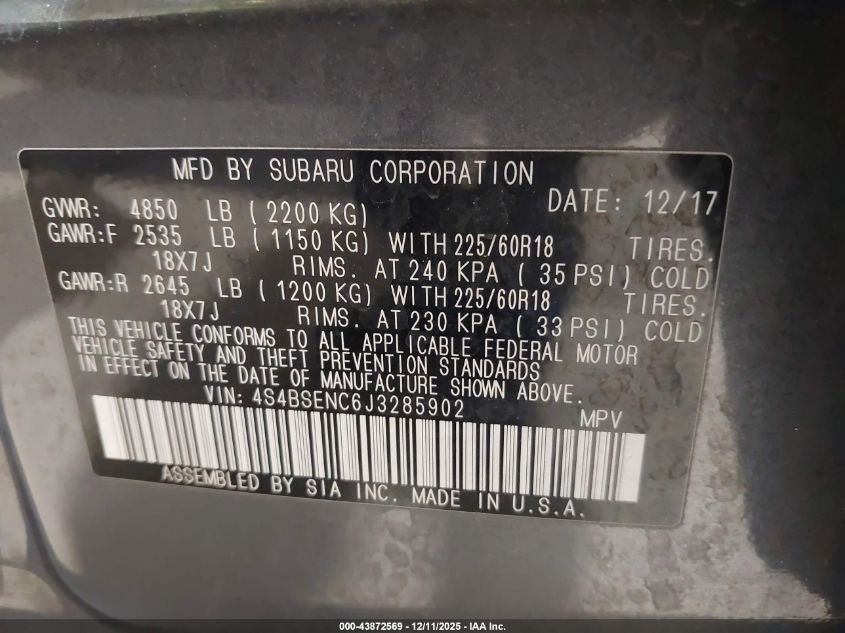 MFD BY SUBARU CORPORATION
DATE: 12/17
GVWR: 4850 LB ( 2200 KG)
GAWR:F 2535 LB ( 1150 KG) WITH 225/60R18 TIRES.
18X7J RIMS. AT 240 KPA ( 35 PSI) COLD
GAWR:R 2645 LB ( 1200 KG) WITH 225/60R18 TIRES.
18X7J RIMS. AT 230 KPA ( 33 PSI) COLD
THIS VEHICLE CONFORMS TO ALL APPLICABLE FEDERAL MOTOR
VEHICLE SAFETY AND THEFT PREVENTION STANDARDS
IN EFFECT ON THE DATE OF MANUFACTURE SHOWN ABOVE.
VIN: 4S4BSENC6J3285902
MPV
ASSEMBLED BY SIA INC. MADE IN U.S.A.
000-43872569 - 12/11/2025 - IAA Inc.